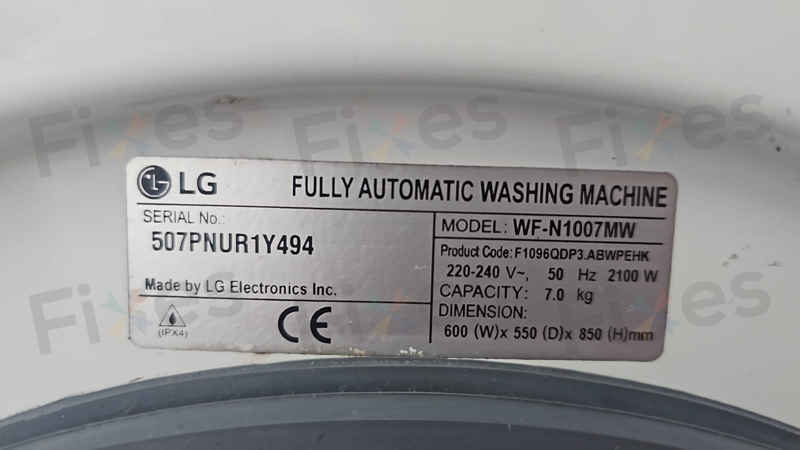 Fixes Fixes Fixes
LG FULLY AUTOMATIC WASHING MACHINE
SERIAL No.:
507PNUR1Y494
Made by LG Electronics Inc.
(IPX4)
CE
MODEL: WF-N1007MW
Product Code: F1096QDP3.ABWPEHK
220-240 V~, 50 Hz 2100 W
CAPACITY: 7.0 kg
DIMENSION:
600 (W)x 550 (D)x 850 (H)mm
Fixes Fixes Fixes